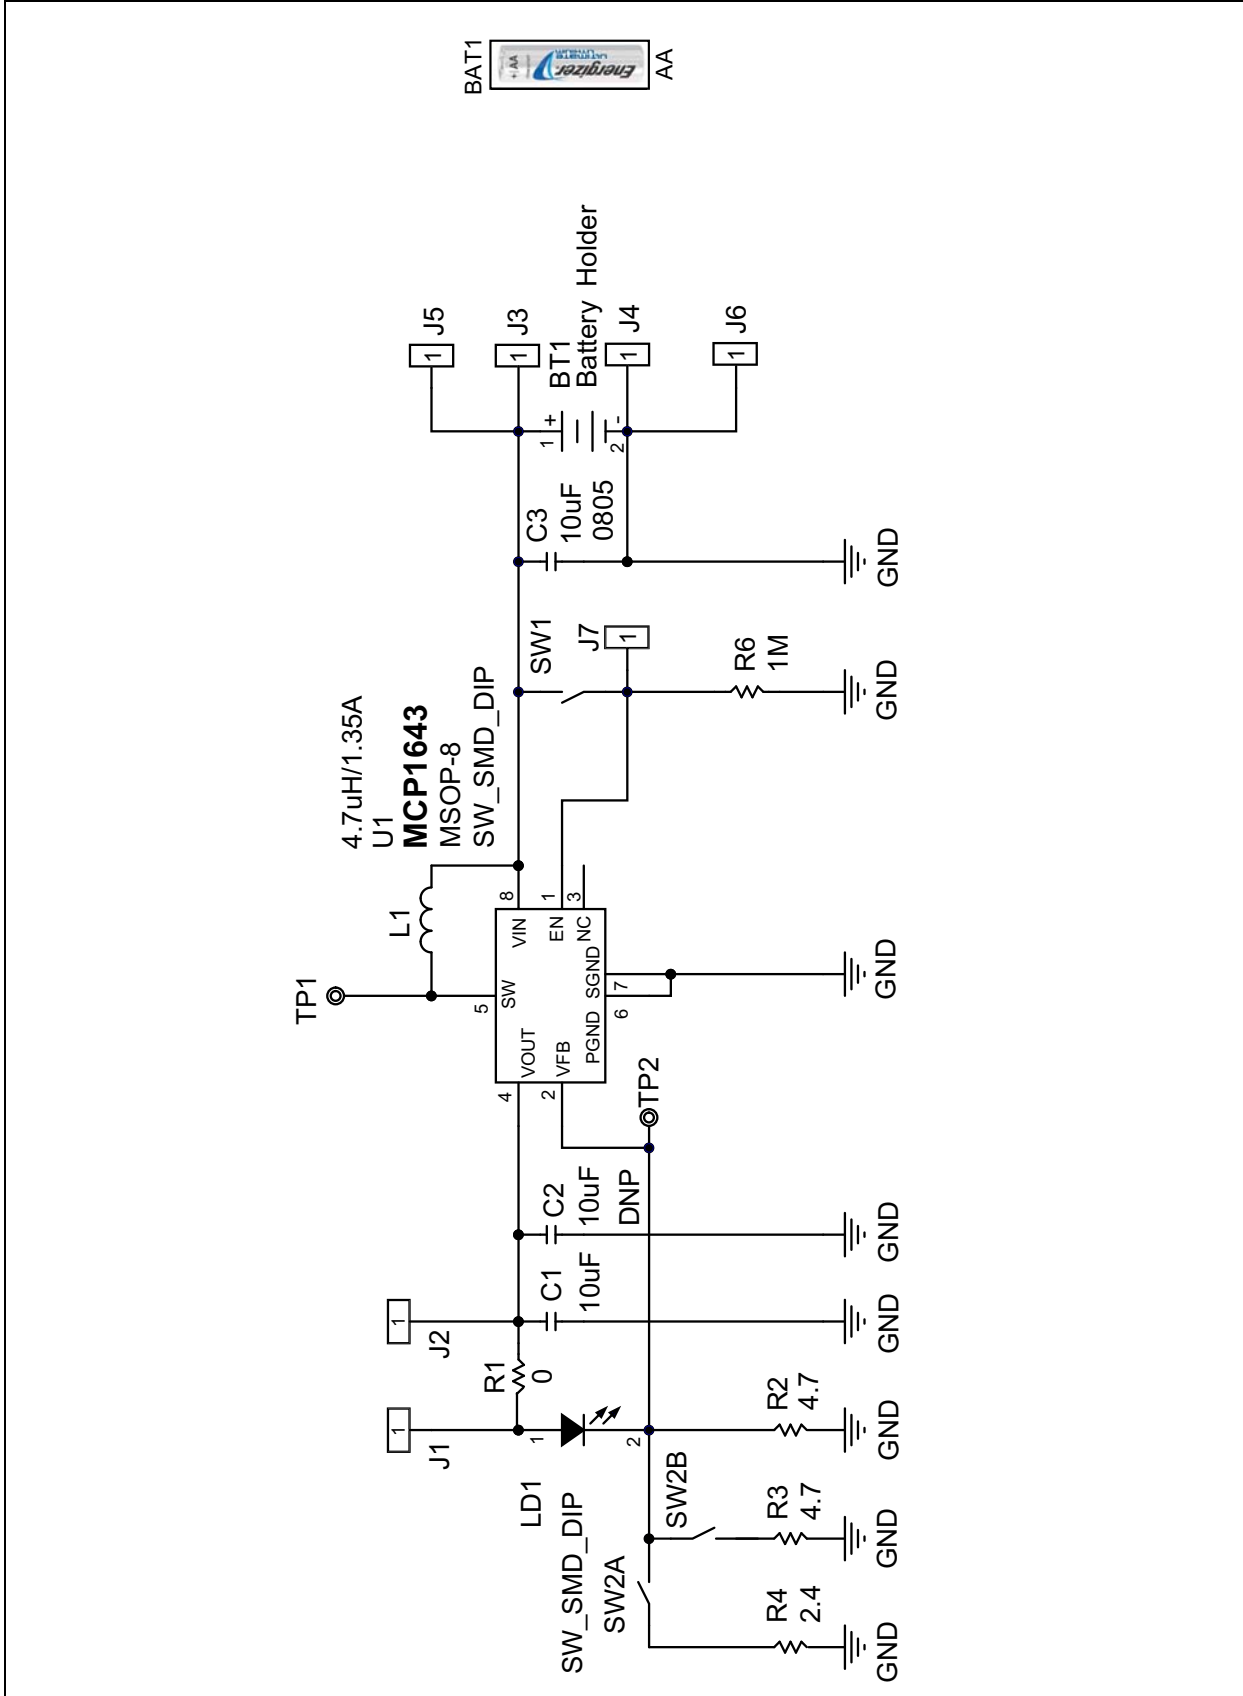 BAT1
Energizer
ULTIMATE
LITHIUM
+ AA
AA
J5
1
J3
1
BT1
Battery Holder
1 +
2 -
J4
1
J6
1
C3
10uF
0805
GND
SW1
SW_SMD_DIP
J7
1
R6
1M
GND
4.7uH/1.35A
U1
MCP1643
MSOP-8
L1
TP1
8
VIN
1
EN
3
NC
5
SW
4
VOUT
2
VFB
6
PGND
7
SGND
GND
TP2
C2
10uF
DNP
GND
C1
10uF
GND
J2
1
R1
0
J1
1
LD1
1
2
R2
4.7
GND
SW_SMD_DIP
SW2A
SW2B
R3
4.7
GND
R4
2.4
GND